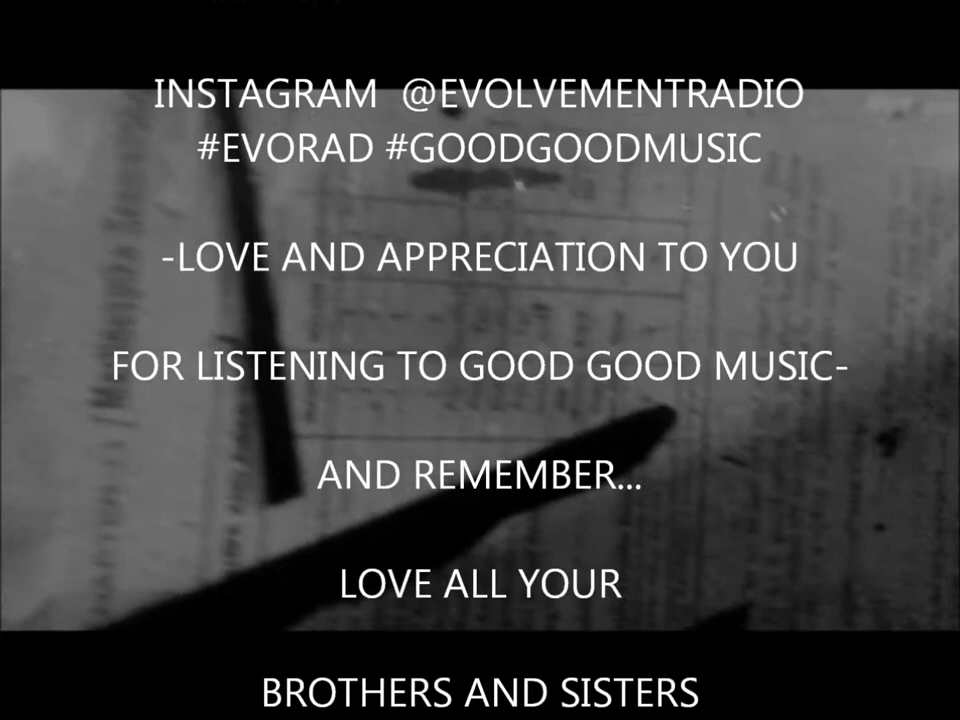 INSTAGRAM @EVOLVEMENTRADIO
#EVORAD #GOODGOODMUSIC
-LOVE AND APPRECIATION TO YOU
FOR LISTENING TO GOOD GOOD MUSIC-
AND REMEMBER...
LOVE ALL YOUR
BROTHERS AND SISTERS